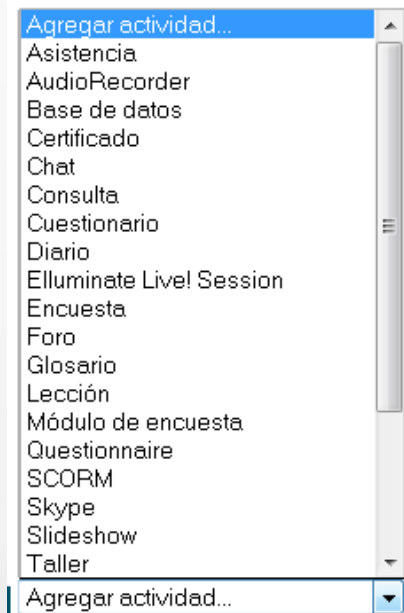 Agregar actividad...
Asistencia
AudioRecorder
Base de datos
Certificado
Chat
Consulta
Cuestionario
Diario
Elluminate Live! Session
Encuesta
Foro
Glosario
Lección
Módulo de encuesta
Questionnaire
SCORM
Skype
Slideshow
Taller
Agregar actividad...